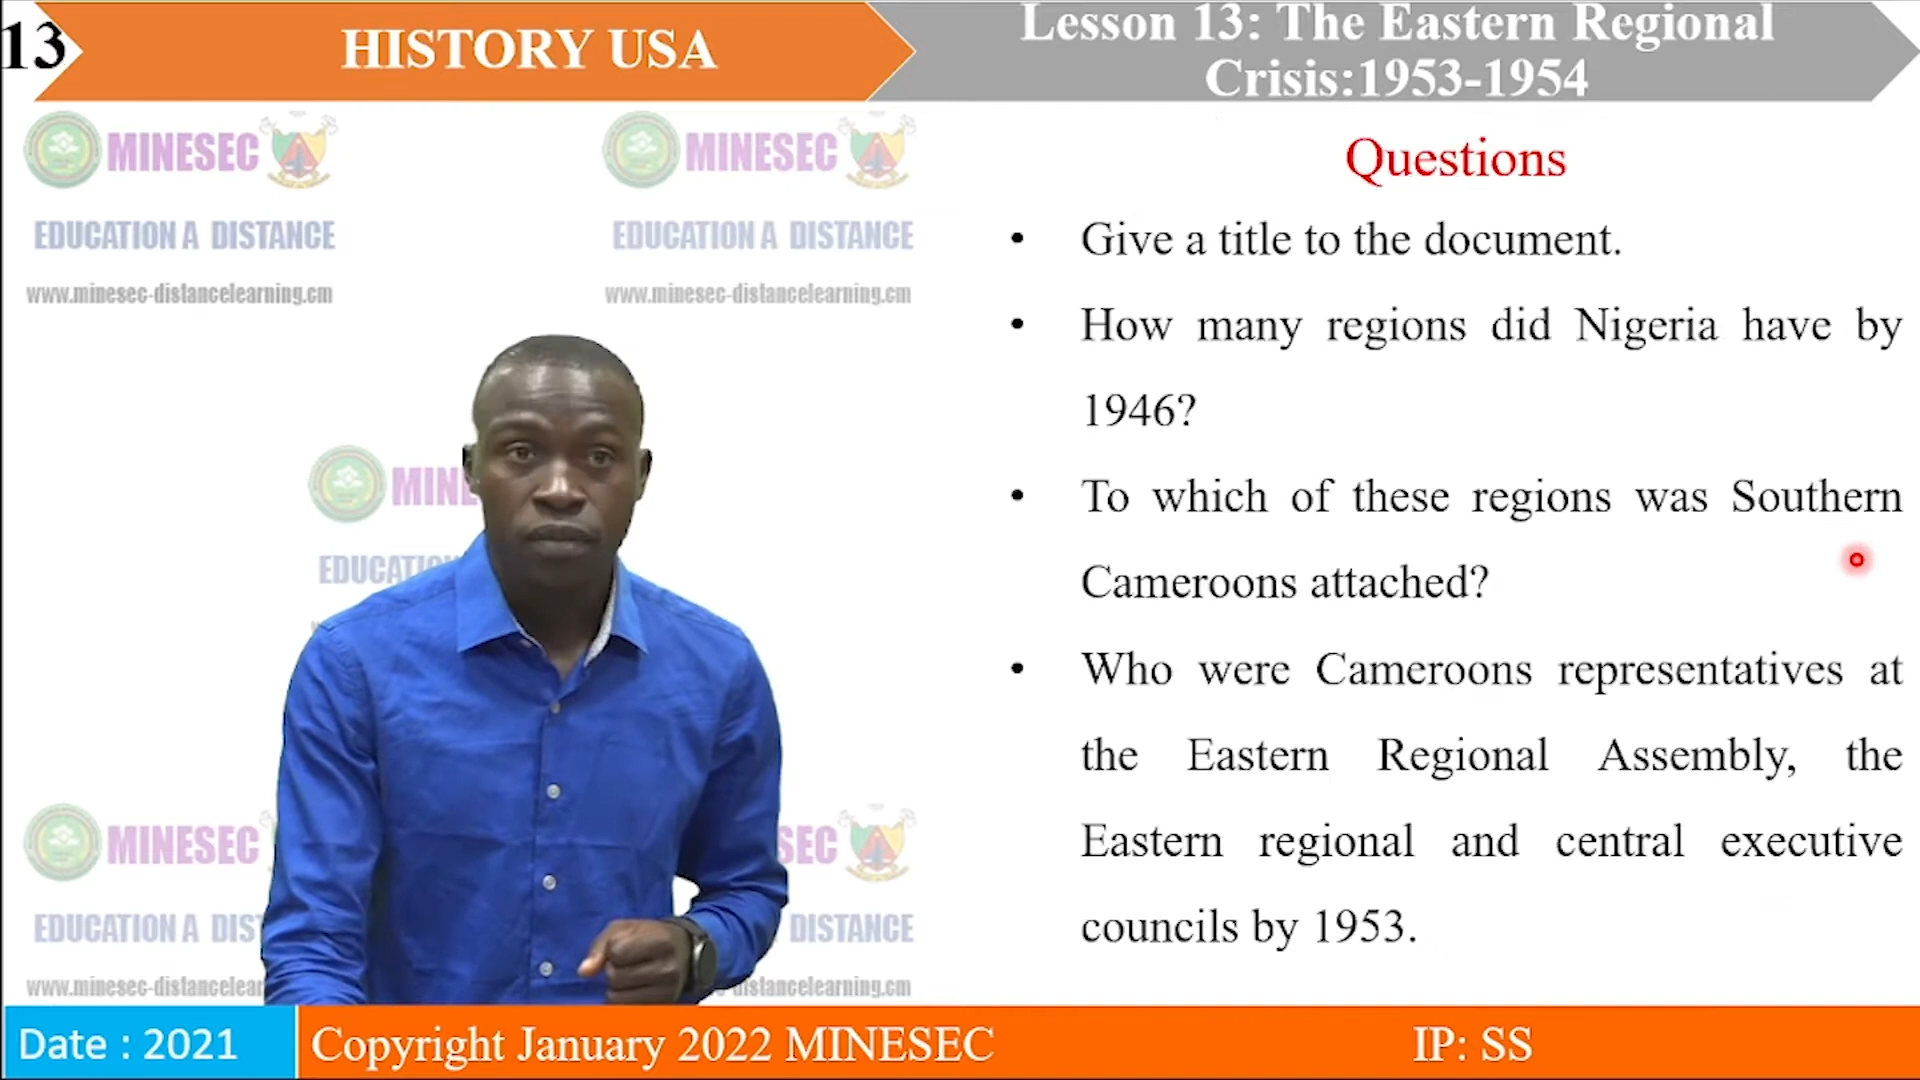 13
HISTORY USA
Lesson 13: The Eastern Regional
Crisis:1953-1954
MINESEC
EDUCATION A DISTANCE
www.minesec-distancelearning.cm
MINESEC
EDUCATION A DISTANCE
www.minesec-distancelearning.cm
MINE
EDUCATIO
MINESEC
EDUCATION A DIS
www.minesec-distancelear
SEC
DISTANCE
distancelearning.cm
Questions
• Give a title to the document.
• How many regions did Nigeria have by
1946?
• To which of these regions was Southern
Cameroons attached?
• Who were Cameroons representatives at
the Eastern Regional Assembly, the
Eastern regional and central executive
councils by 1953.
Date : 2021
Copyright January 2022 MINESEC
IP: SS